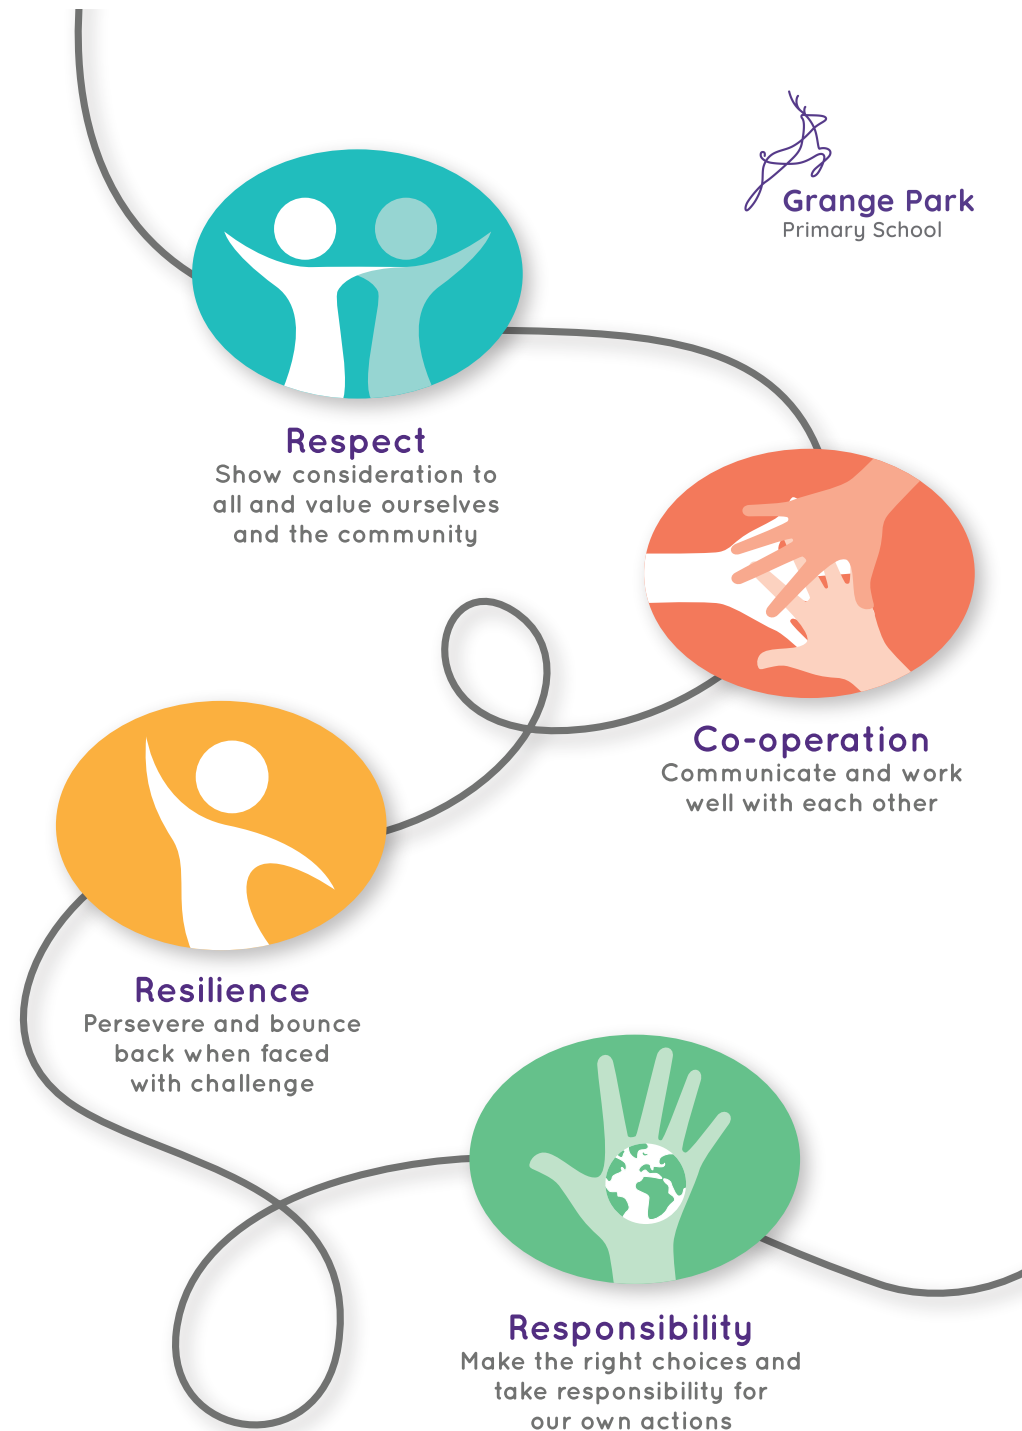 Grange Park
Primary School
Respect
Show consideration to
all and value ourselves
and the community
Co-operation
Communicate and work
well with each other
Resilience
Persevere and bounce
back when faced
with challenge
Responsibility
Make the right choices and
take responsibility for
our own actions